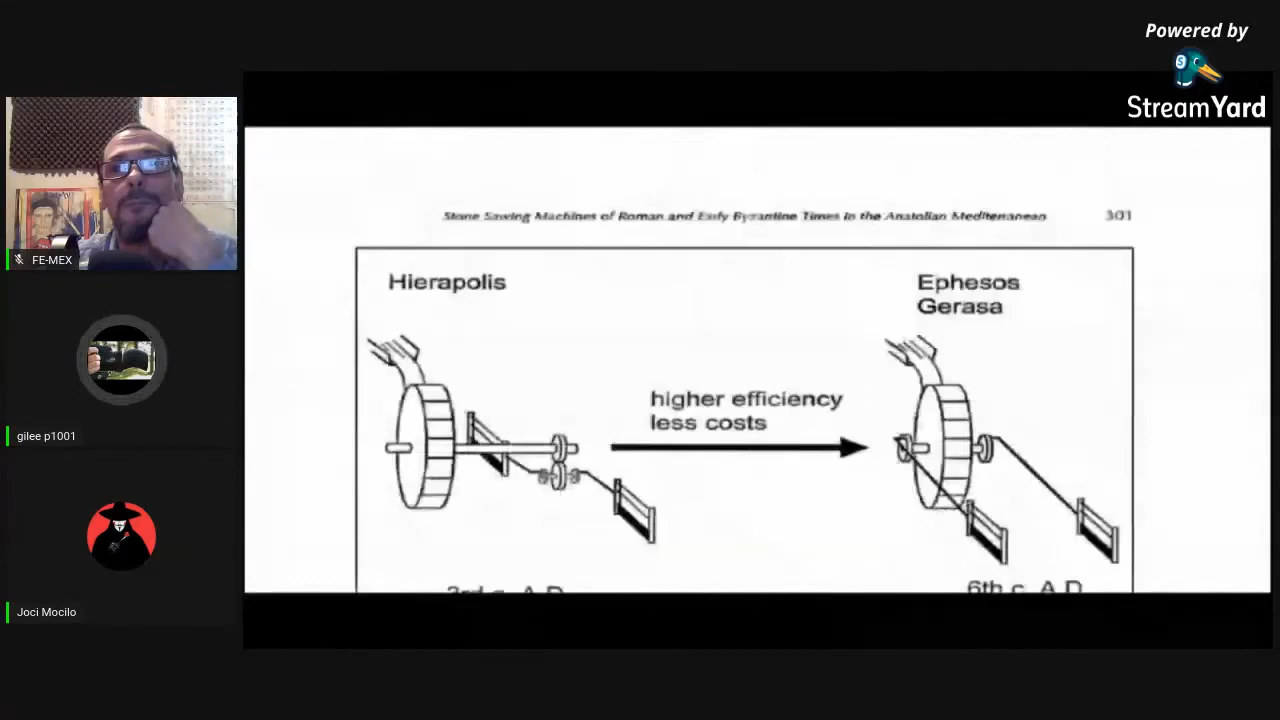 Powered by
StreamYard
FE-MEX
gilee p1001
Joci Mocilo
Stone Sawing Machines of Roman and Early Byzantine Times in the Anatolian Mediterranean 301
Hierapolis
Ephesos
Gerasa
higher efficiency
less costs
3rd c. A.D.
6th c. A.D.